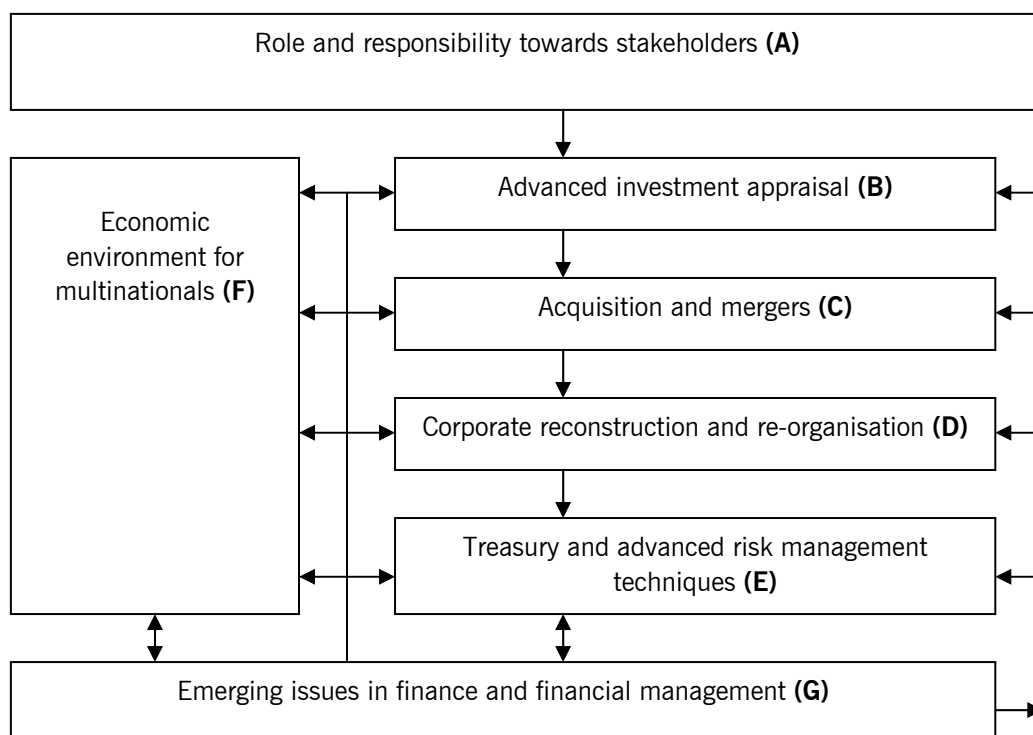 Role and responsibility towards stakeholders (A)
Advanced investment appraisal (B)
Economic
environment for
multinationals (F)
Acquisition and mergers (C)
Corporate reconstruction and re-organisation (D)
Treasury and advanced risk management
techniques (E)
Emerging issues in finance and financial management (G)